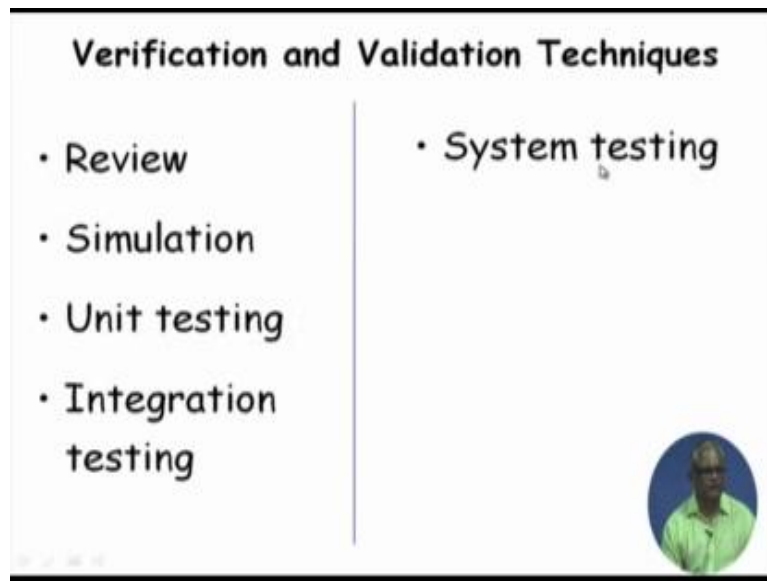 Verification and Validation Techniques
• Review
• Simulation
• Unit testing
• Integration
testing
• System testing